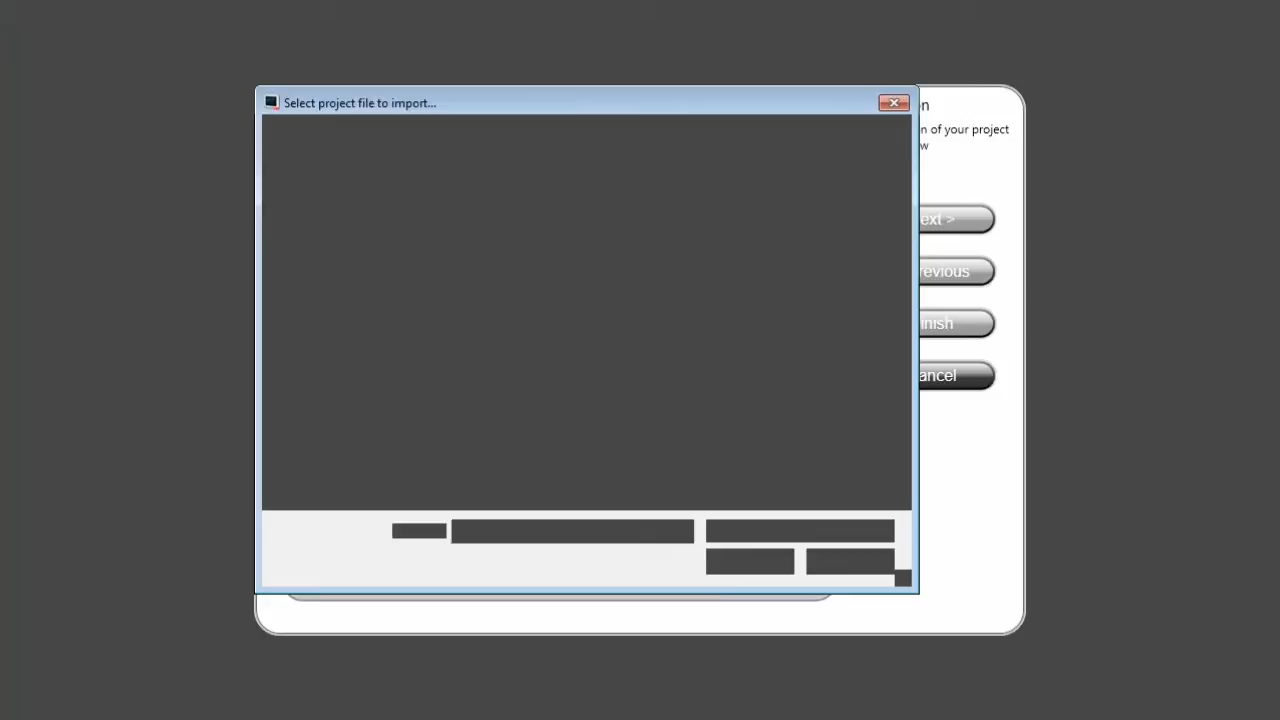 Select project file to import...
n
n of your project
w
ext >
revious
inish
ancel